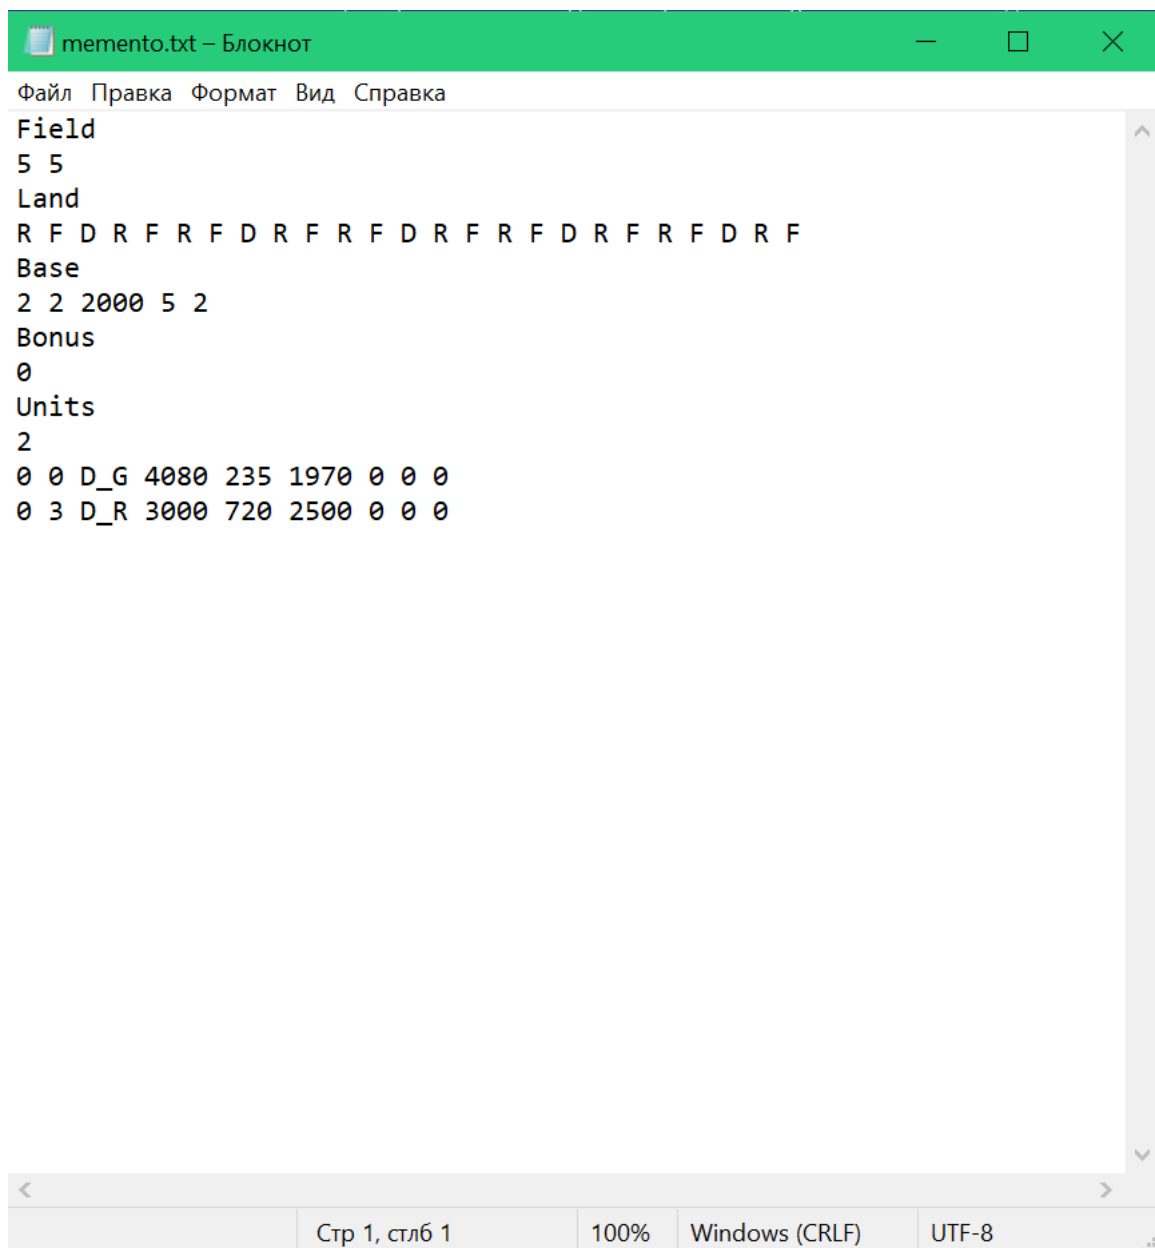 memento.txt – Блокнот
Файл Правка Формат Вид Справка
Field
5 5
Land
R F D R F R F D R F R F D R F R F D R F R F D R F
Base
2 2 2000 5 2
Bonus
0
Units
2
0 0 D_G 4080 235 1970 0 0 0
0 3 D_R 3000 720 2500 0 0 0
Стр 1, стлб 1 100% Windows (CRLF) UTF-8